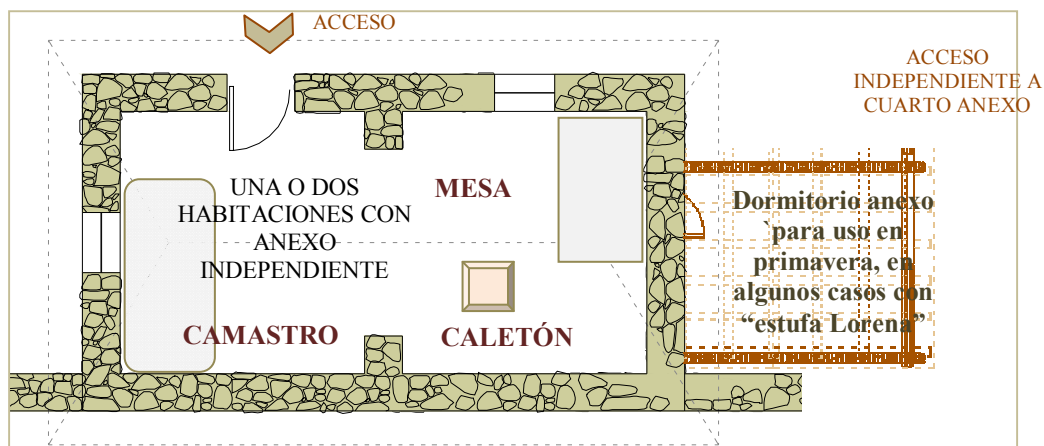 ACCESO
ACCESO
INDEPENDIENTE A
CUARTO ANEXO
UNA O DOS
HABITACIONES CON
ANEXO
INDEPENDIENTE
MESA
CAMASTRO
CALETÓN
Dormitorio anexo
`para uso en
primavera, en
algunos casos con
“estufa Lorena”